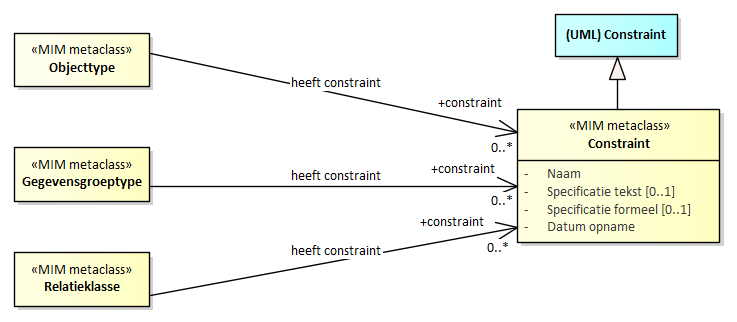 (UML) Constraint
«MIM metaclass»
Objecttype
heeft constraint
+constraint
0..*
«MIM metaclass»
Constraint
- Naam
- Specificatie tekst [0..1]
- Specificatie formeel [0..1]
- Datum opname
«MIM metaclass»
Gegevensgroeptype
heeft constraint
+constraint
0..*
«MIM metaclass»
Relatieklasse
heeft constraint
+constraint
0..*